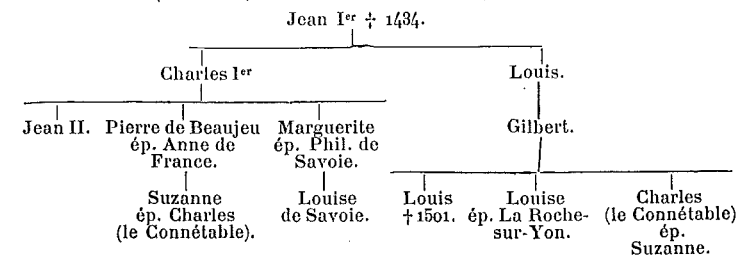 Jean Iᵉʳ † 1434.
Charles Iᵉʳ Louis.
Jean II. Pierre de Beaujeu Marguerite Gilbert.
ép. Anne de ép. Phil. de
France. Savoie.
Suzanne Louise Louis Louise Charles
ép. Charles de Savoie. † 1501. ép. La Roche- (le Connétable)
(le Connétable). sur-Yon. ép.
Suzanne.